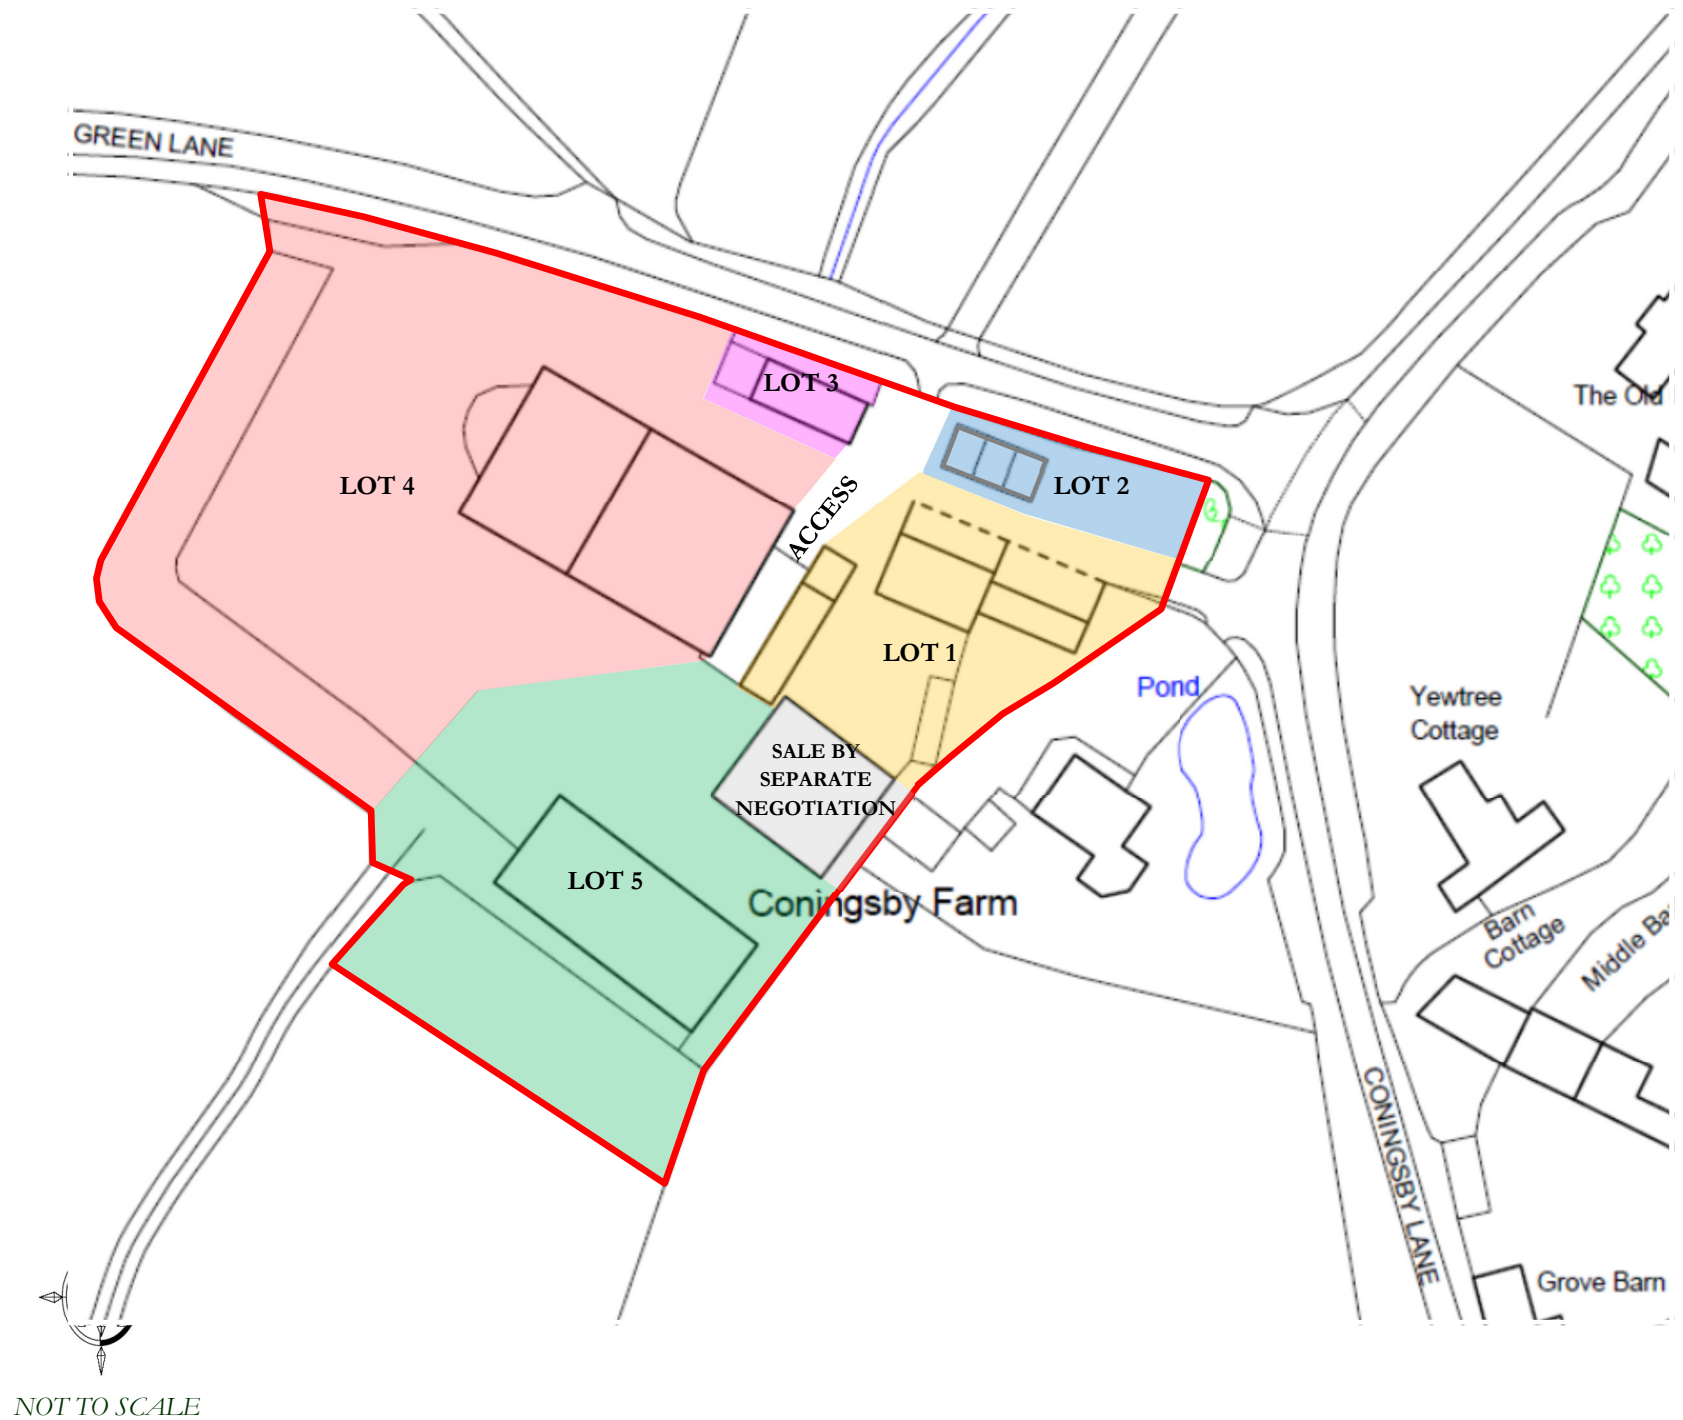 GREEN LANE
LOT 3
The Old
LOT 4
LOT 2
ACCESS
LOT 1
Pond
Yewtree
Cottage
SALE BY
SEPARATE
NEGOTIATION
LOT 5
Coningsby Farm
Barn
Cottage
Middle Ba
CONINGSBY LANE
Grove Barn
NOT TO SCALE